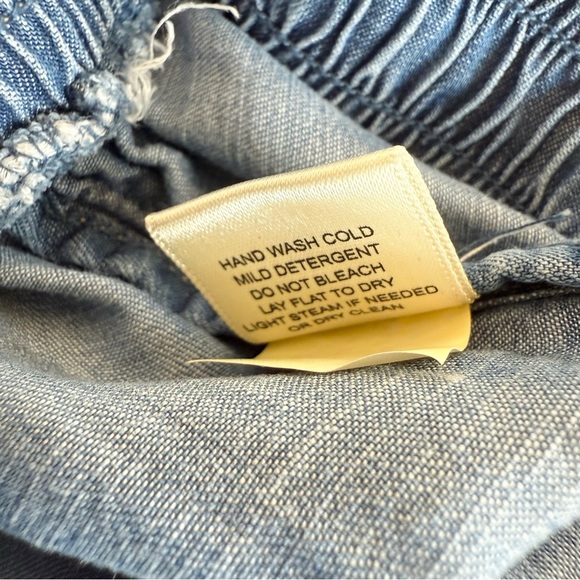 HAND WASH COLD
MILD DETERGENT
DO NOT BLEACH
LAY FLAT TO DRY
LIGHT STEAM IF NEEDED
OR DRY CLEAN